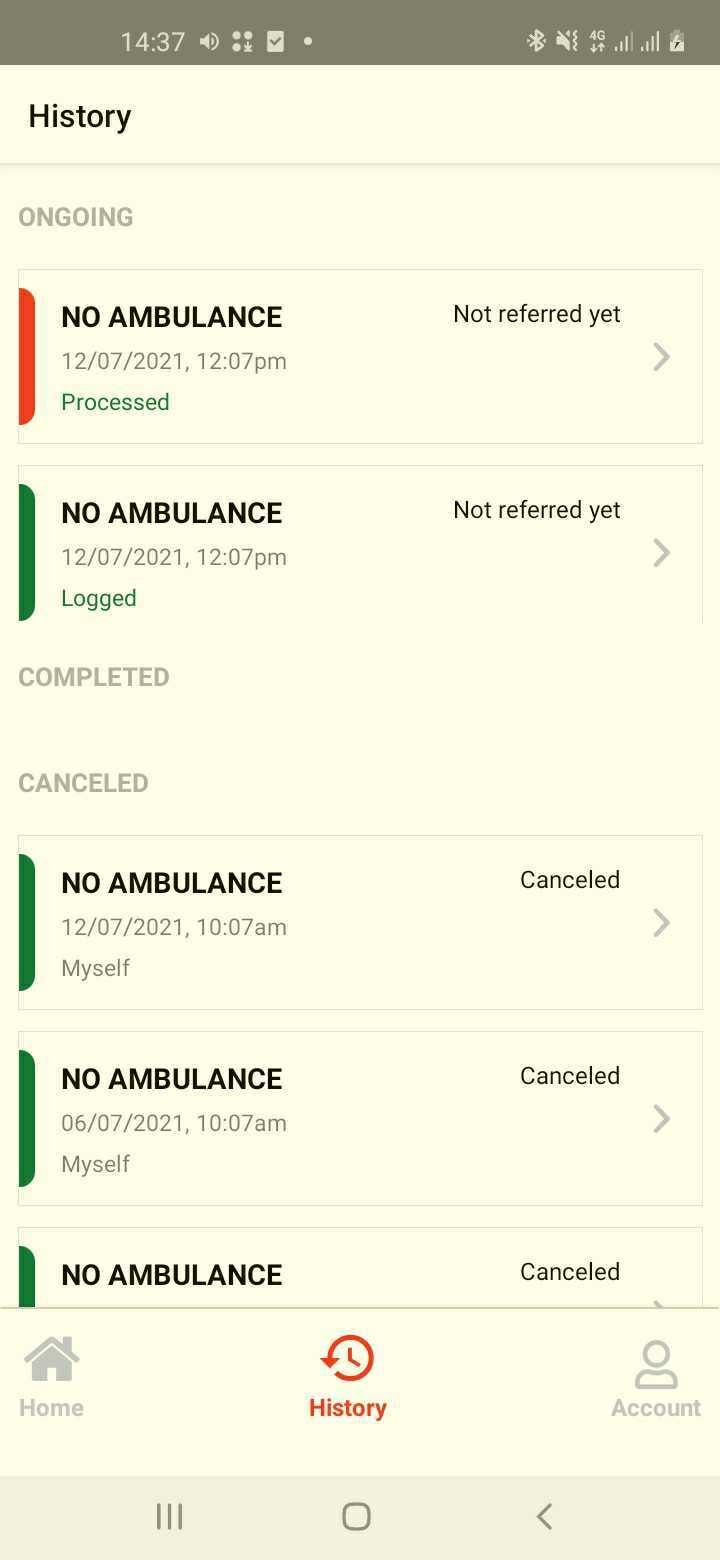 14:37
4G
History
ONGOING
NO AMBULANCE
Not referred yet
12/07/2021, 12:07pm
Processed
NO AMBULANCE
Not referred yet
12/07/2021, 12:07pm
Logged
COMPLETED
CANCELED
NO AMBULANCE
Canceled
12/07/2021, 10:07am
Myself
NO AMBULANCE
Canceled
06/07/2021, 10:07am
Myself
NO AMBULANCE
Canceled
Home
History
Account